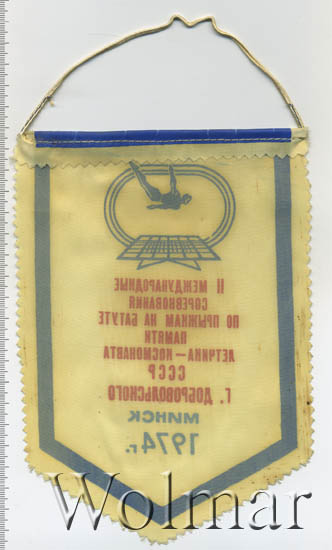 II МЕЖДУНАРОДНЫЕ
СОРЕВНОВАНИЯ
ПО ПРЫЖКАМ НА БАТУТЕ
ПАМЯТИ
ЛЕТЧИКА-КОСМОНАВТА
СССР
Г. ДОБРОВОЛЬСКОГО
МИНСК
1974 г.
Wolmar